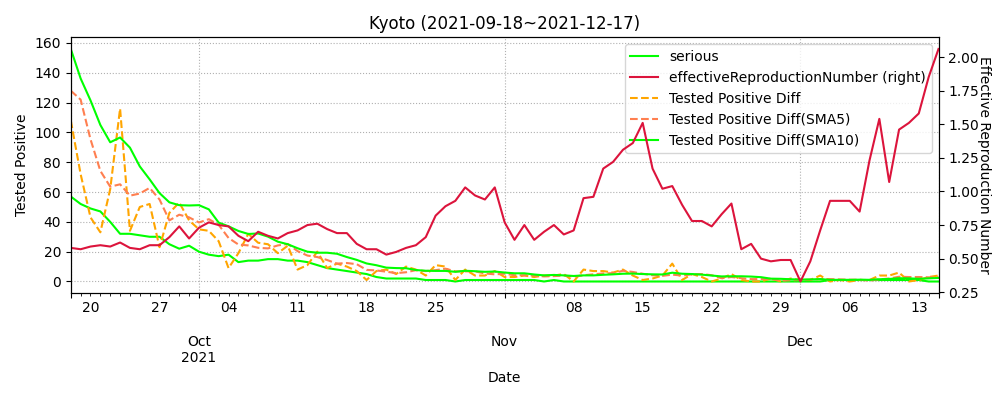 Kyoto (2021-09-18~2021-12-17)
160
140
120
100
80
60
40
20
0
Tested Positive
serious
effectiveReproductionNumber (right)
Tested Positive Diff
Tested Positive Diff(SMA5)
Tested Positive Diff(SMA10)
2.00
1.75
1.50
1.25
1.00
0.75
0.50
0.25
Effective Reproduction Number
20 27 04 11 18 25 08 15 22 29 06 13
Oct Nov Dec
2021
Date